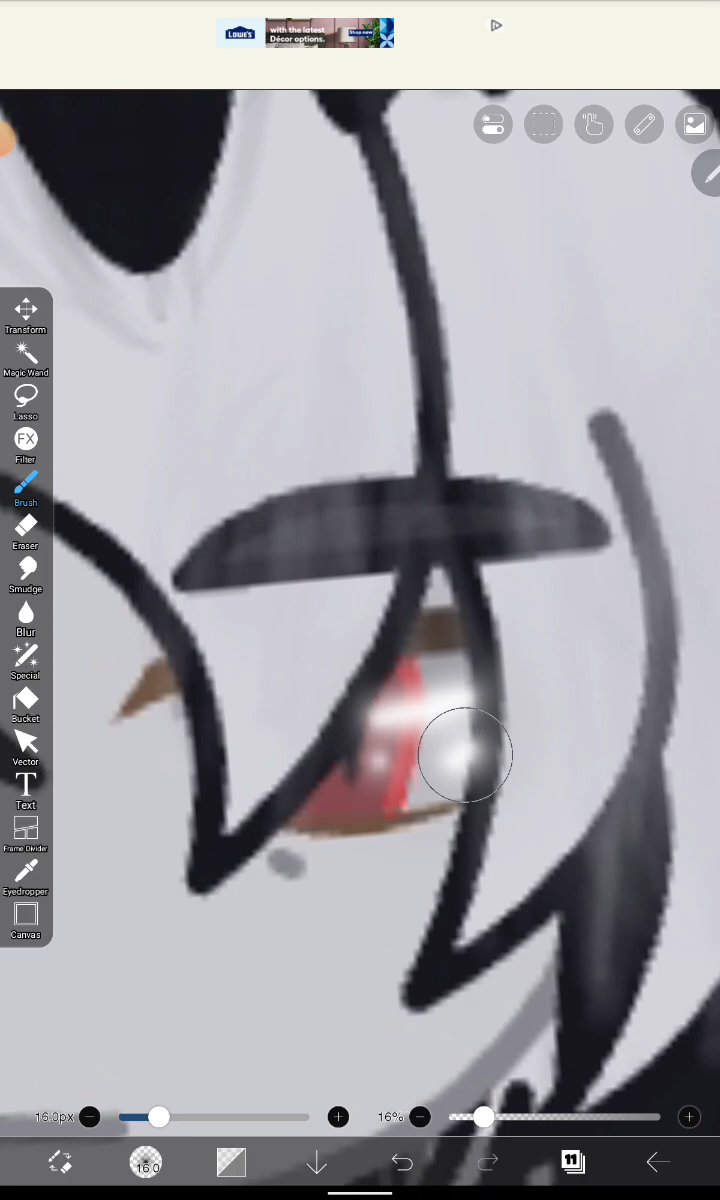 LOWE'S
with the latest
Décor options.
Shop now
Transform
Magic Wand
Lasso
FX
Filter
Brush
Eraser
Smudge
Blur
Special
Bucket
Vector
T
Text
Frame Divider
Eyedropper
Canvas
16.0px
16%
16.0
11